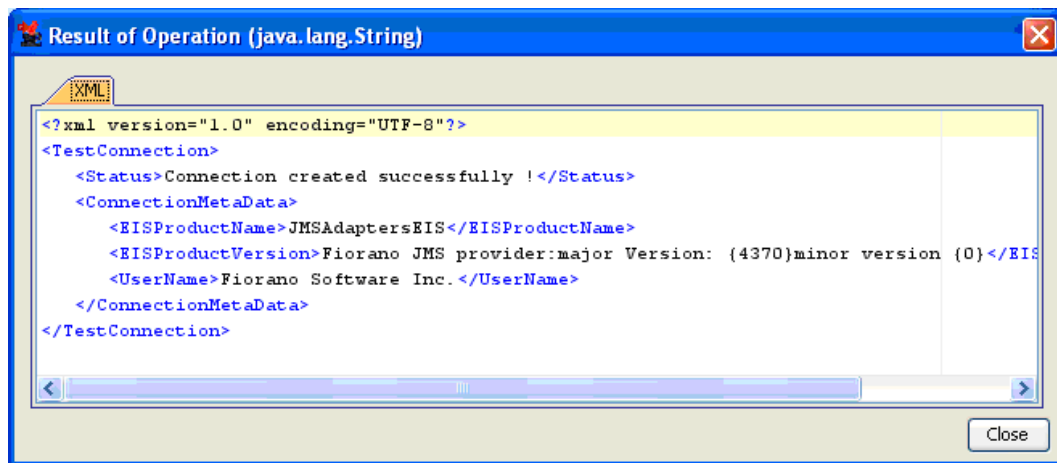 Result of Operation (java.lang.String)
XML
<?xml version="1.0" encoding="UTF-8"?>
<TestConnection>
<Status>Connection created successfully !</Status>
<ConnectionMetaData>
<EISProductName>JMSAdaptersEIS</EISProductName>
<EISProductVersion>Fiorano JMS provider:major Version: {4370}minor version {0}</EIS
<UserName>Fiorano Software Inc.</UserName>
</ConnectionMetaData>
</TestConnection>
Close